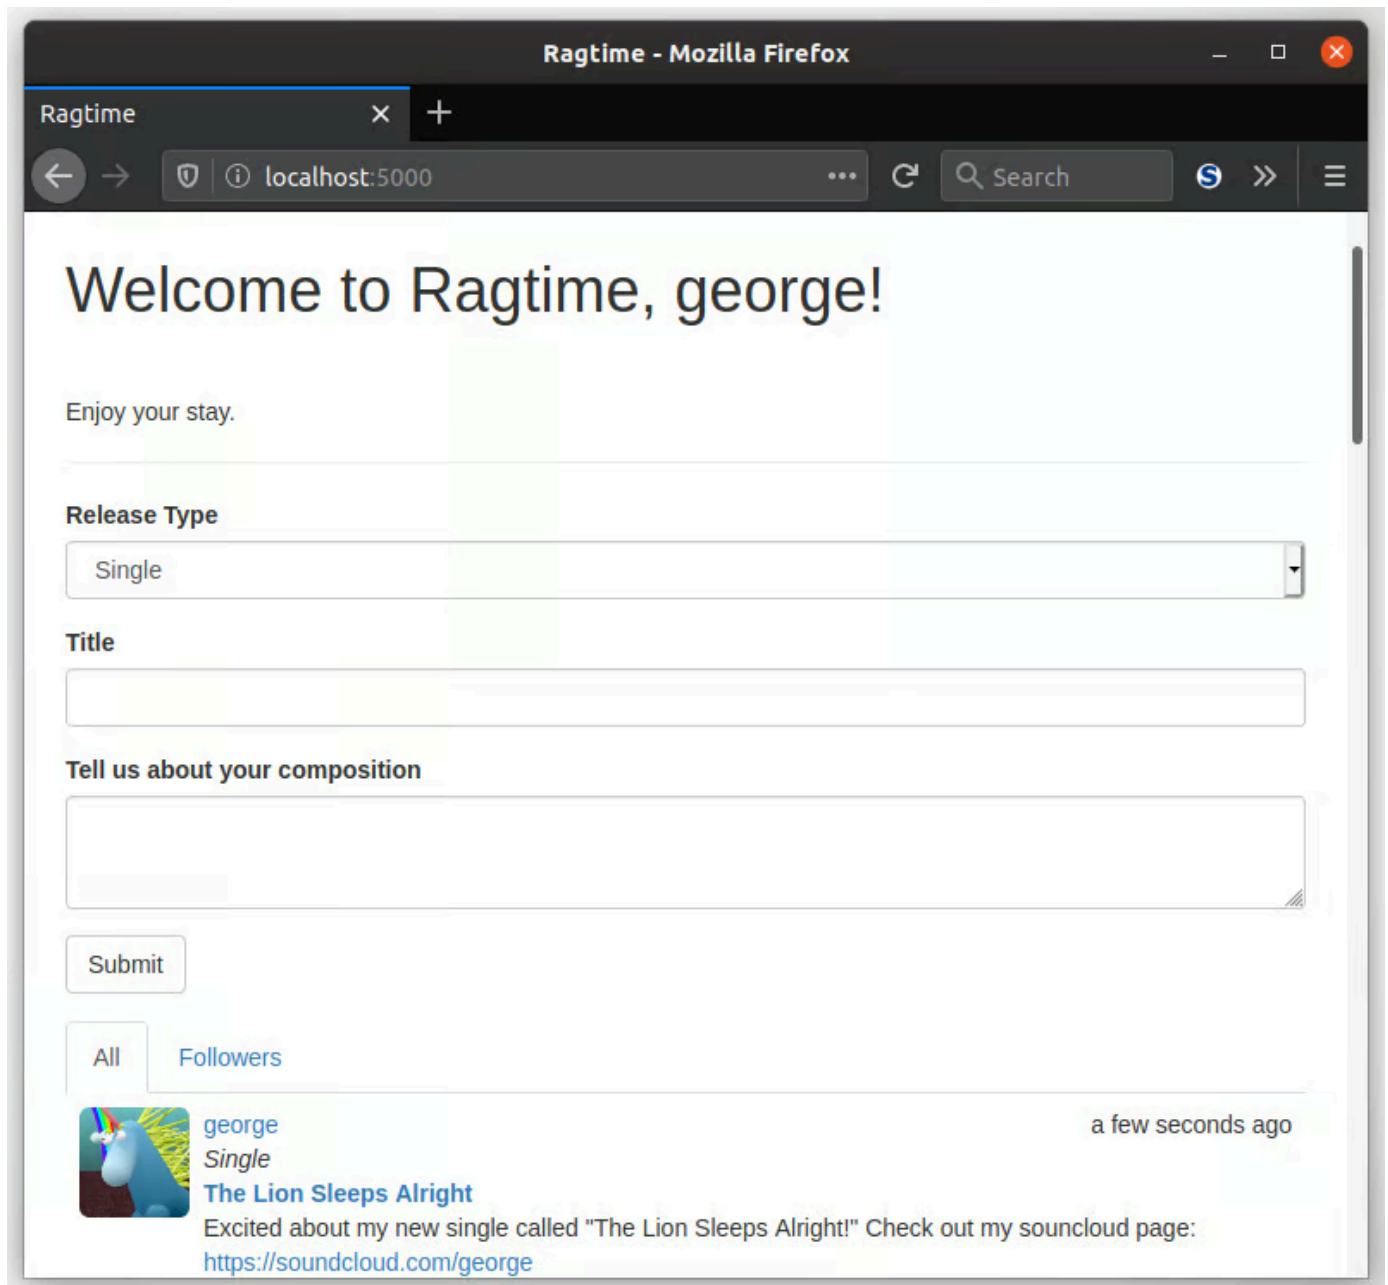 Ragtime - Mozilla Firefox
Ragtime
localhost:5000
Search
Welcome to Ragtime, george!
Enjoy your stay.
Release Type
Single
Title
Tell us about your composition
Submit
All Followers
george a few seconds ago
Single
The Lion Sleeps Alright
Excited about my new single called "The Lion Sleeps Alright!" Check out my souncloud page:
https://soundcloud.com/george